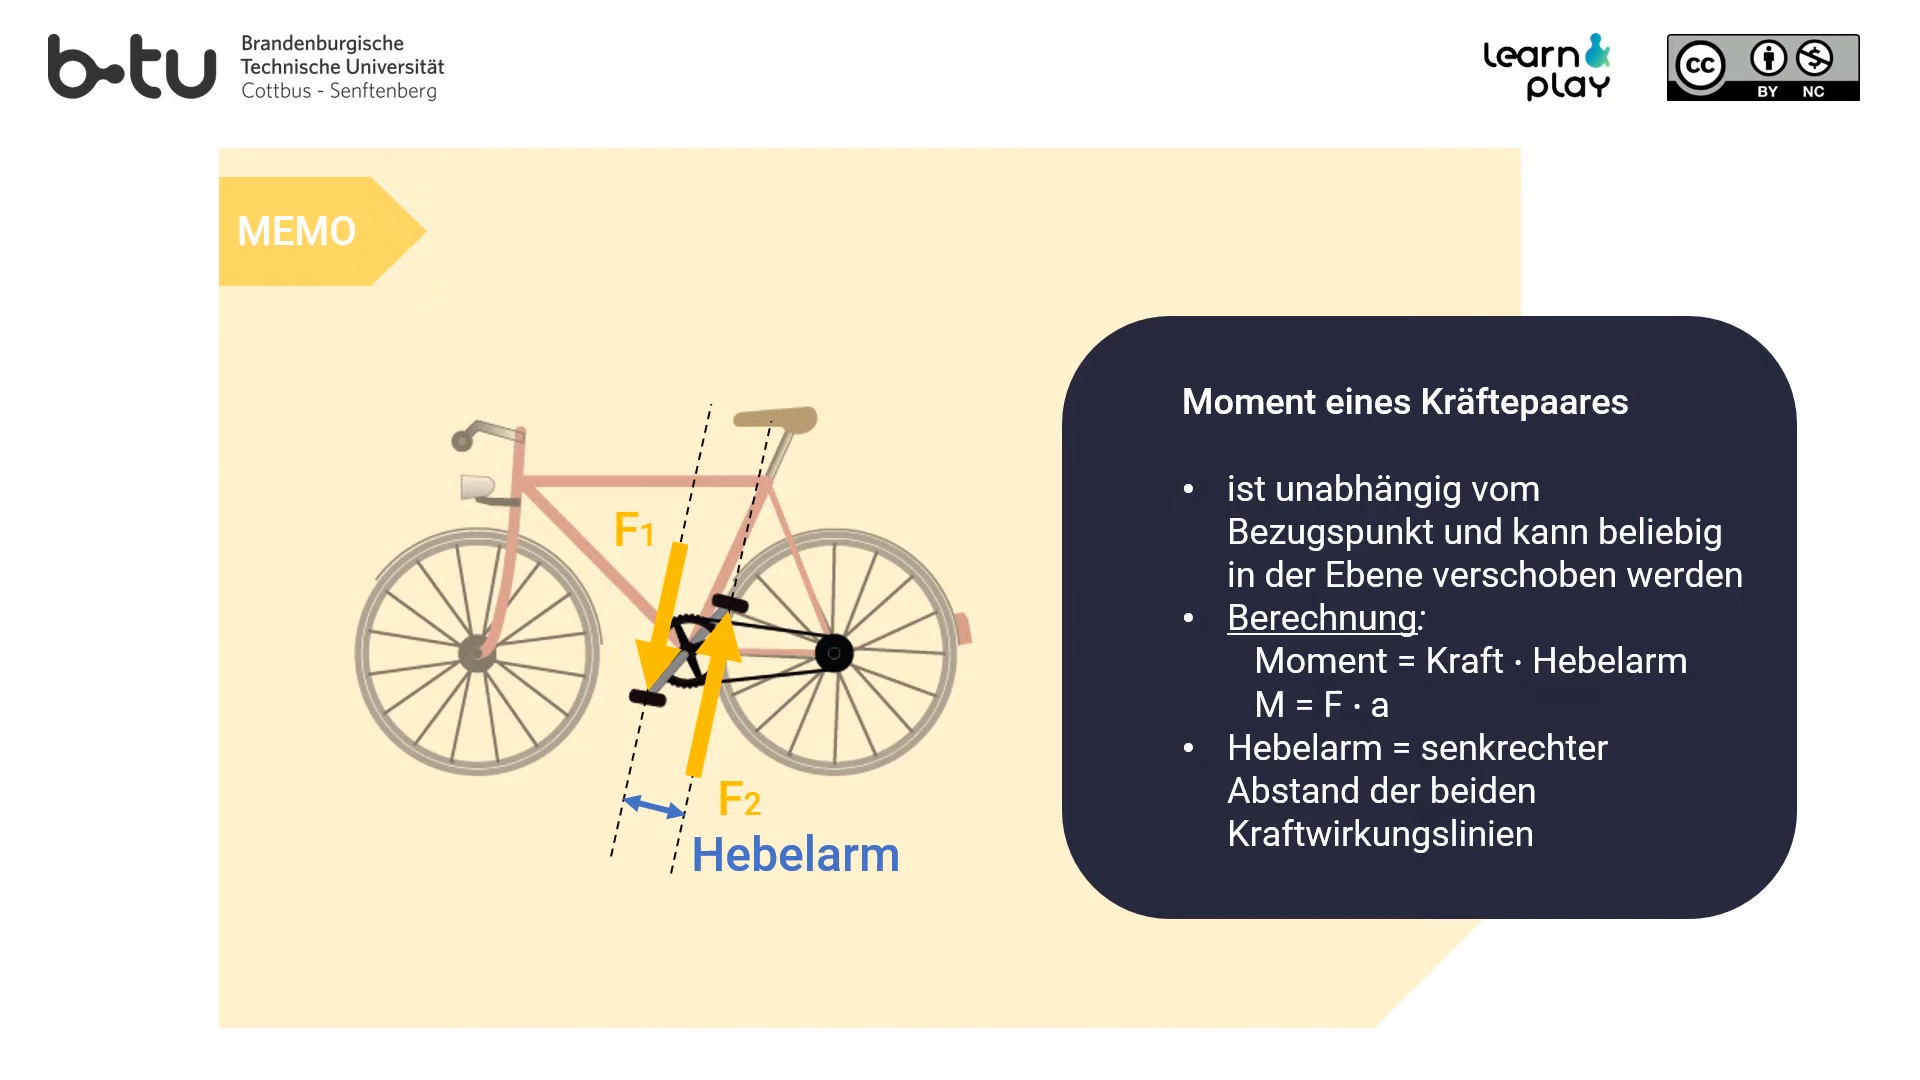 b-tu
Brandenburgische
Technische Universität
Cottbus - Senftenberg
learn
play
cc
BY NC
MEMO
F1
F2
Hebelarm
Moment eines Kräftepaares
• ist unabhängig vom
Bezugspunkt und kann beliebig
in der Ebene verschoben werden
• Berechnung:
Moment = Kraft · Hebelarm
M = F · a
• Hebelarm = senkrechter
Abstand der beiden
Kraftwirkungslinien